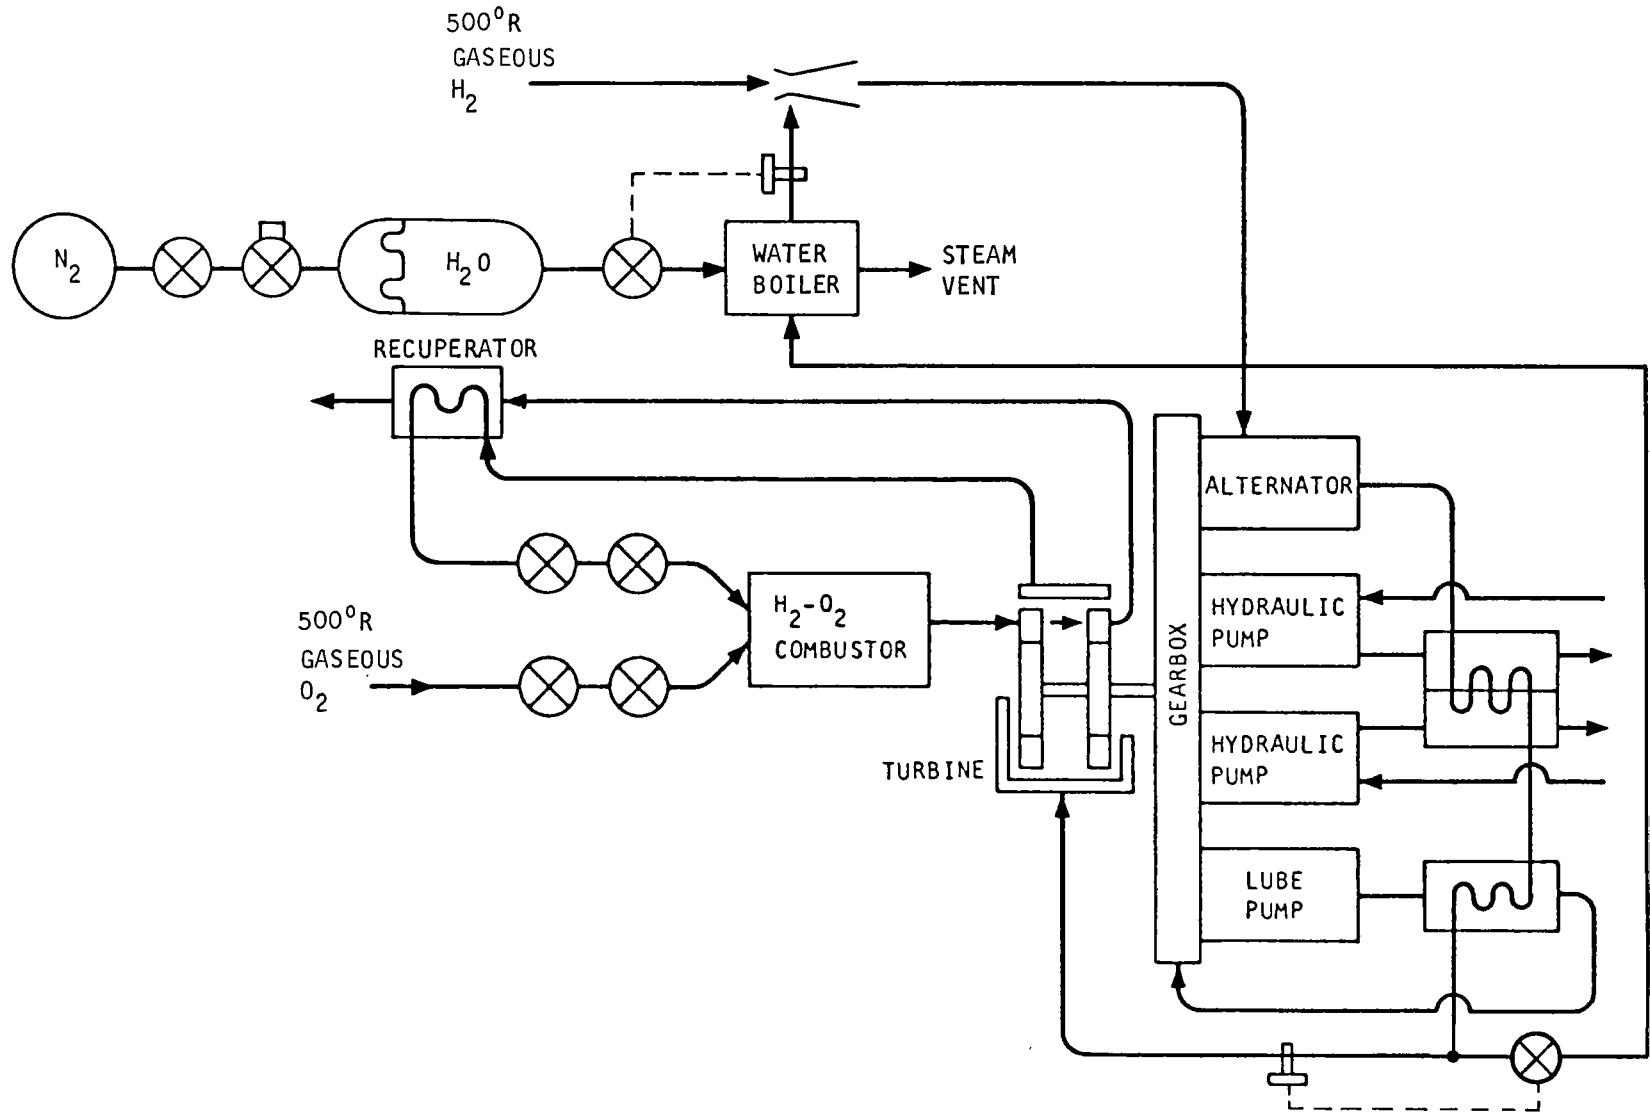 500°R
GASEOUS
H2
N2
H2O
WATER
BOILER
STEAM
VENT
RECUPERATOR
ALTERNATOR
H2-O2
COMBUSTOR
HYDRAULIC
PUMP
500°R
GASEOUS
O2
GEARBOX
HYDRAULIC
PUMP
TURBINE
LUBE
PUMP